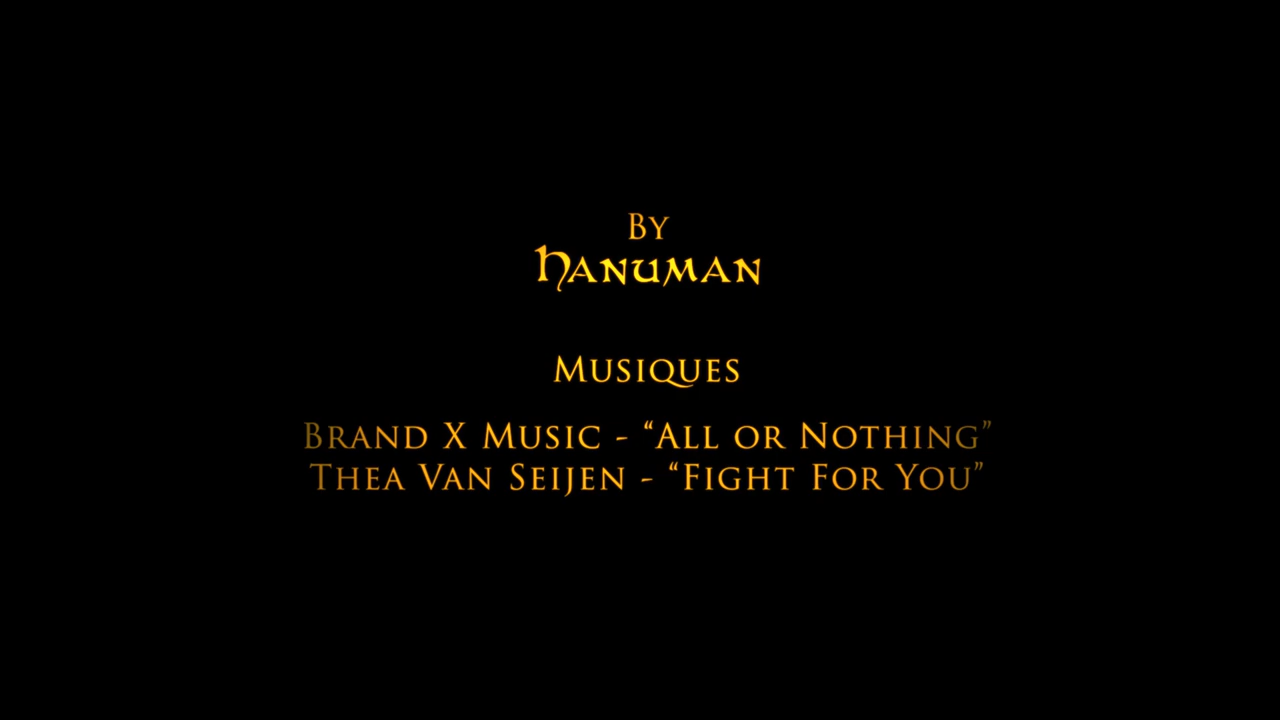 By
Hanuman
Musiques
Brand X Music - “All or Nothing”
Thea Van Seijen - “Fight For You”